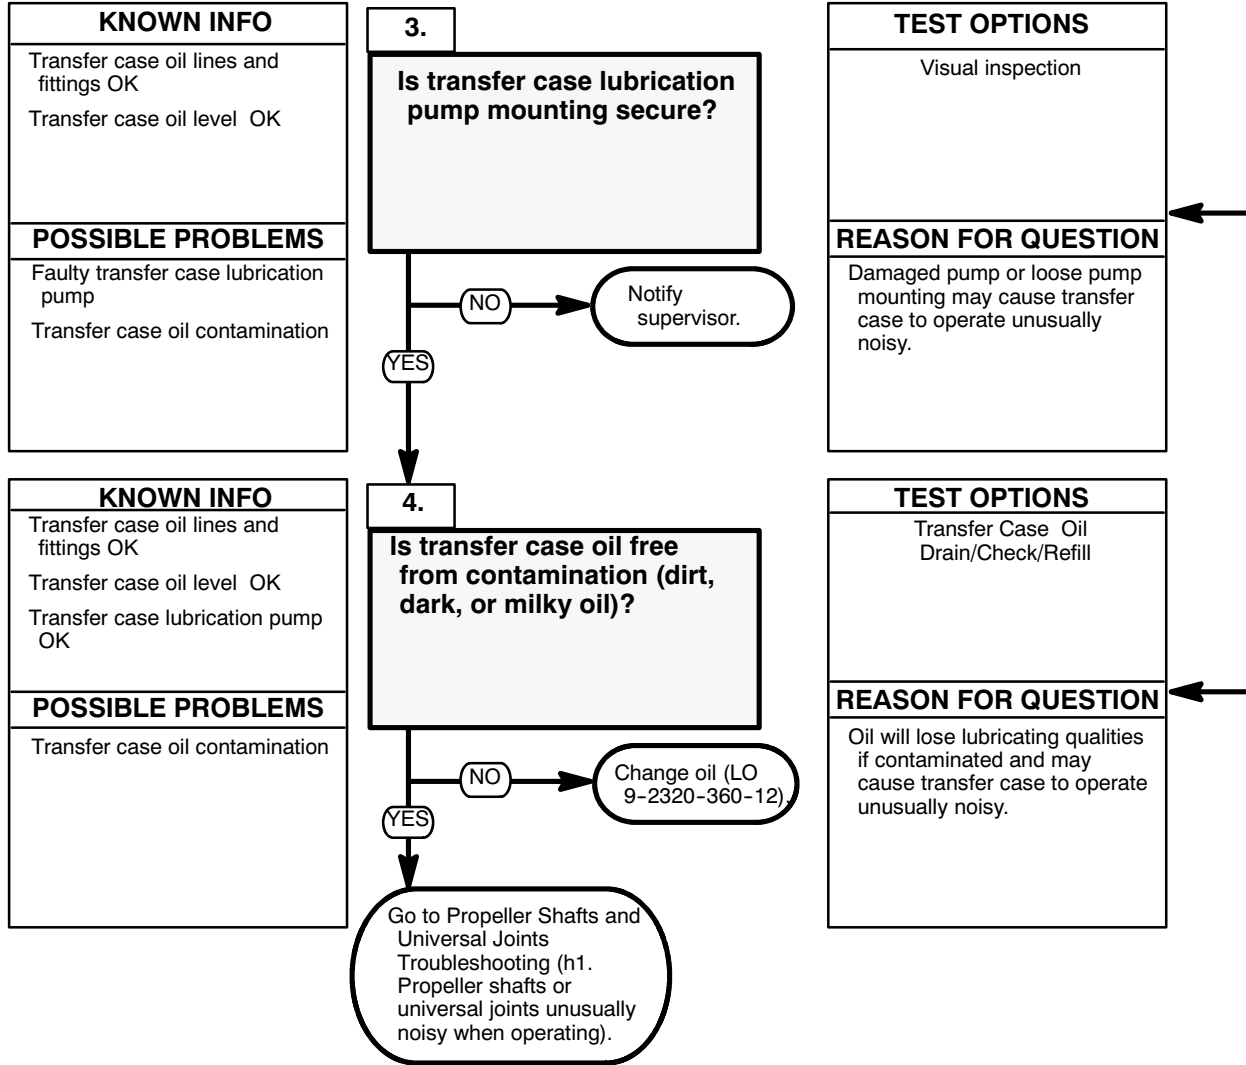 KNOWN INFO
Transfer case oil lines and
fittings OK
Transfer case oil level OK
POSSIBLE PROBLEMS
Faulty transfer case lubrication
pump
Transfer case oil contamination
3.
Is transfer case lubrication
pump mounting secure?
NO
Notify
supervisor.
YES
TEST OPTIONS
Visual inspection
REASON FOR QUESTION
Damaged pump or loose pump
mounting may cause transfer
case to operate unusually
noisy.
KNOWN INFO
Transfer case oil lines and
fittings OK
Transfer case oil level OK
Transfer case lubrication pump
OK
POSSIBLE PROBLEMS
Transfer case oil contamination
4.
Is transfer case oil free
from contamination (dirt,
dark, or milky oil)?
NO
Change oil (LO
9-2320-360-12).
YES
Go to Propeller Shafts and
Universal Joints
Troubleshooting (h1.
Propeller shafts or
universal joints unusually
noisy when operating).
TEST OPTIONS
Transfer Case Oil
Drain/Check/Refill
REASON FOR QUESTION
Oil will lose lubricating qualities
if contaminated and may
cause transfer case to operate
unusually noisy.